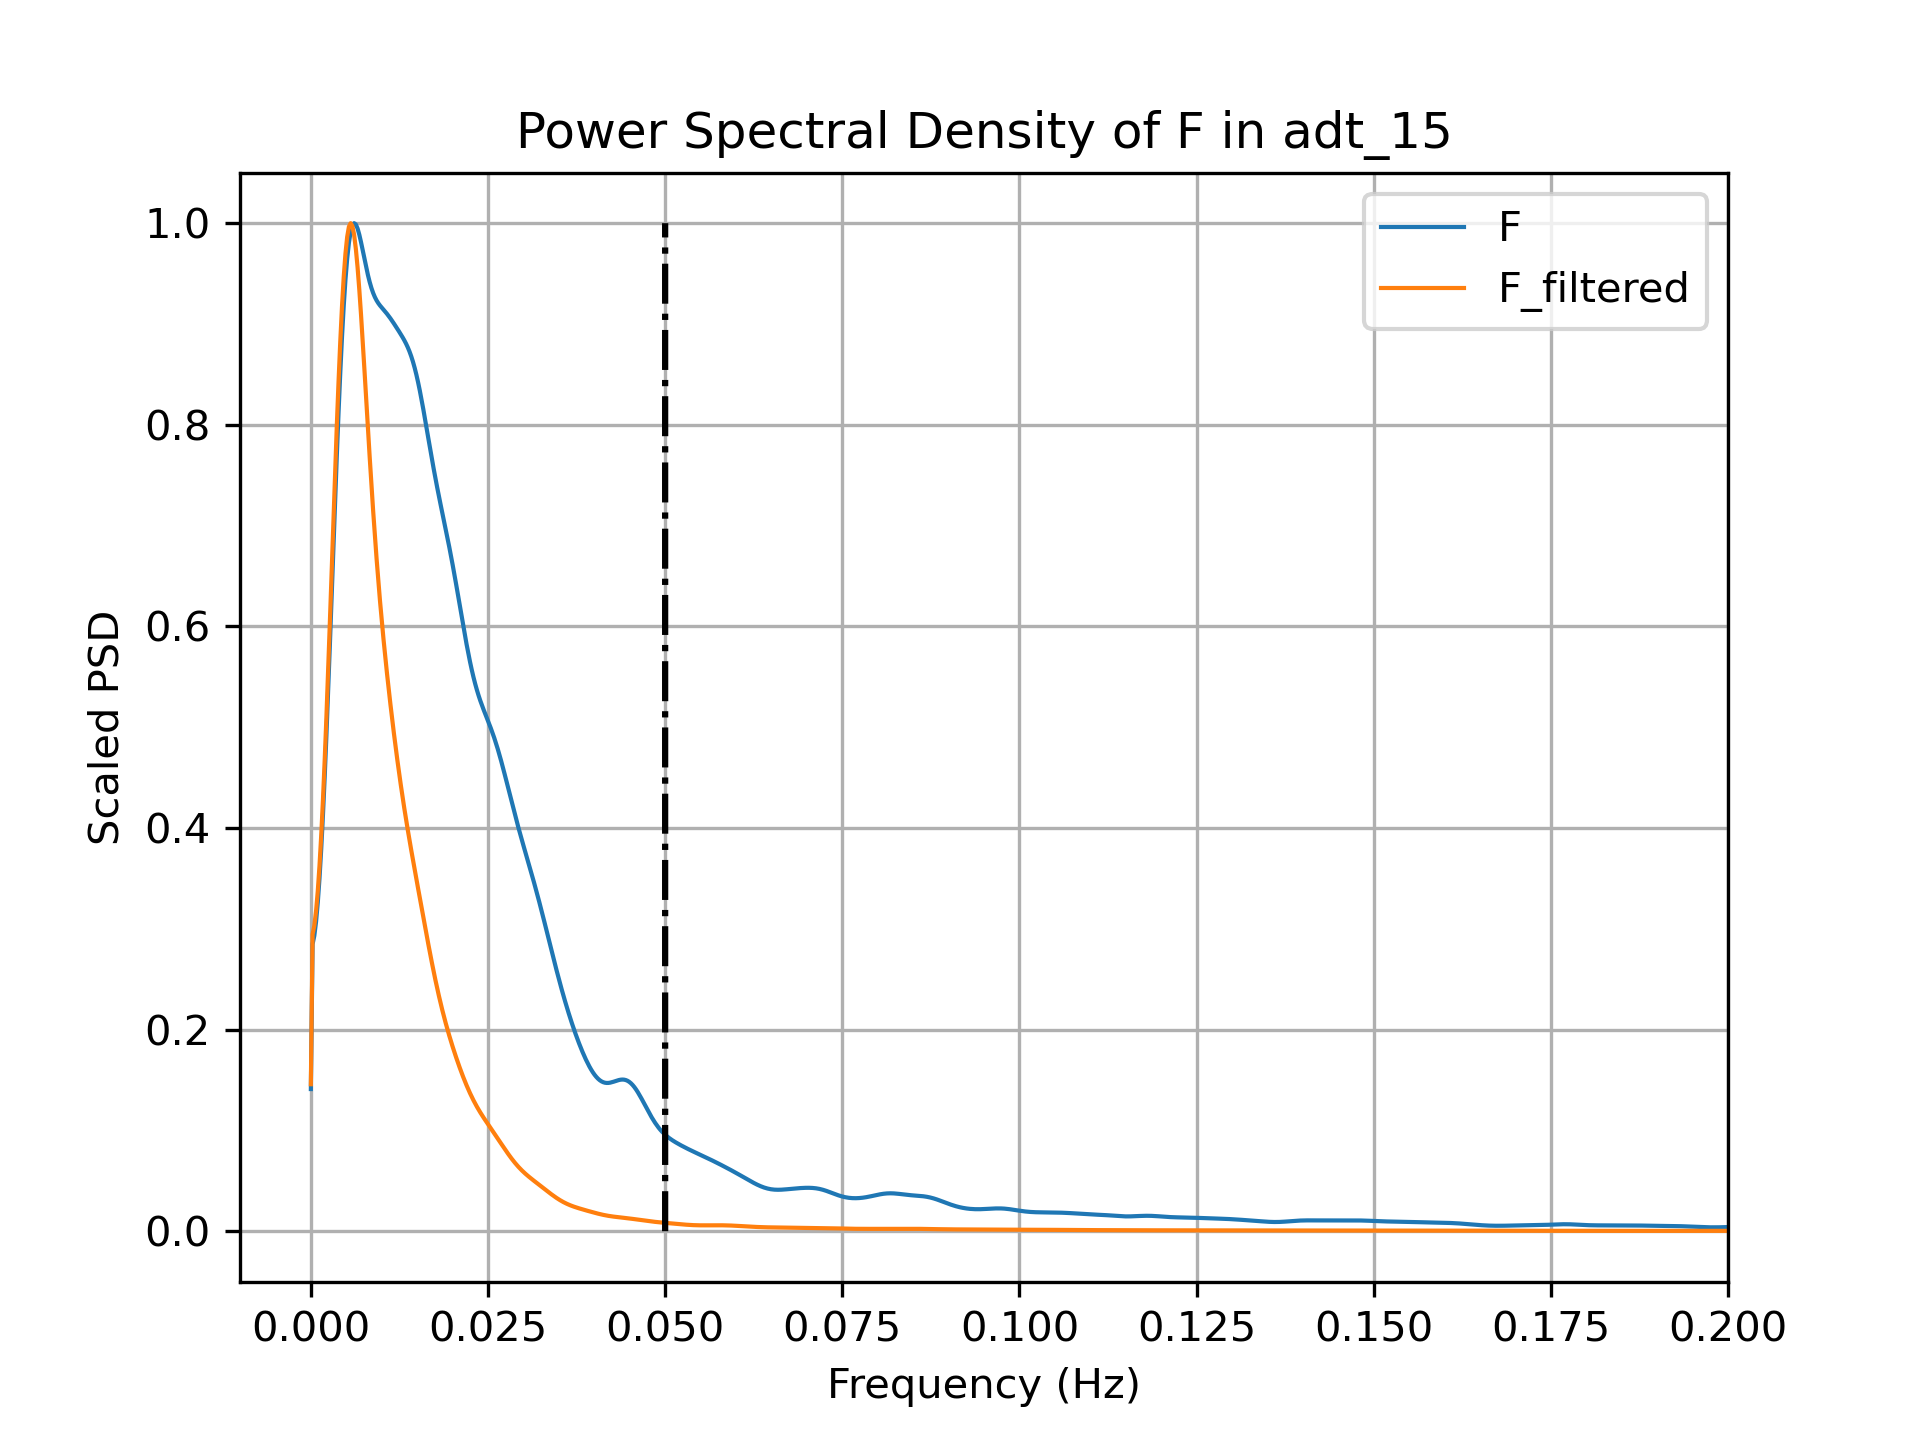 Power Spectral Density of F in adt_15
F
F_filtered
1.0
0.8
0.6
0.4
0.2
0.0
Scaled PSD
0.000 0.025 0.050 0.075 0.100 0.125 0.150 0.175 0.200
Frequency (Hz)